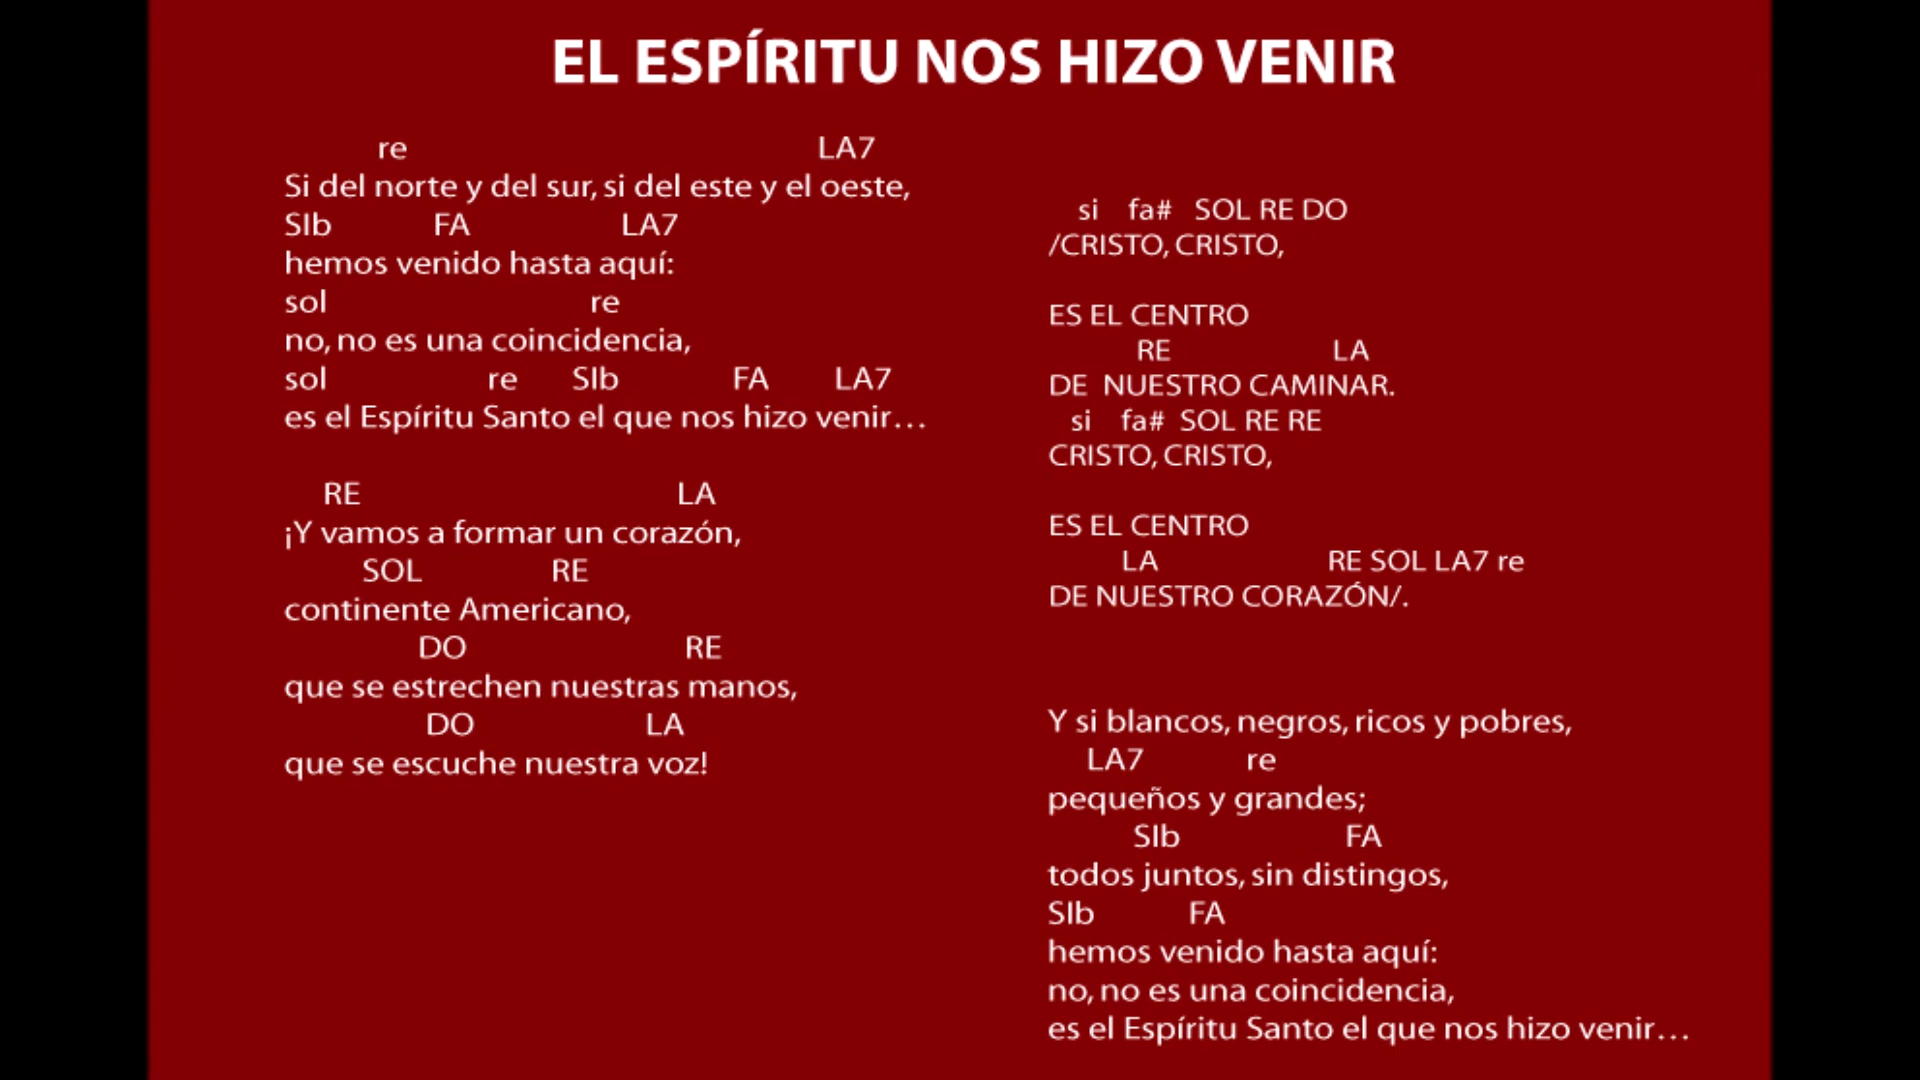 EL ESPÍRITU NOS HIZO VENIR
re LA7
Si del norte y del sur, si del este y el oeste,
SIb FA LA7
hemos venido hasta aquí:
sol re
no, no es una coincidencia,
sol re SIb FA LA7
es el Espíritu Santo el que nos hizo venir…
RE LA
¡Y vamos a formar un corazón,
SOL RE
continente Americano,
DO RE
que se estrechen nuestras manos,
DO LA
que se escuche nuestra voz!
si fa# SOL RE DO
/CRISTO, CRISTO,
ES EL CENTRO
RE LA
DE NUESTRO CAMINAR.
si fa# SOL RE RE
CRISTO, CRISTO,
ES EL CENTRO
LA RE SOL LA7 re
DE NUESTRO CORAZÓN/.
Y si blancos, negros, ricos y pobres,
LA7 re
pequeños y grandes;
SIb FA
todos juntos, sin distingos,
SIb FA
hemos venido hasta aquí:
no, no es una coincidencia,
es el Espíritu Santo el que nos hizo venir…